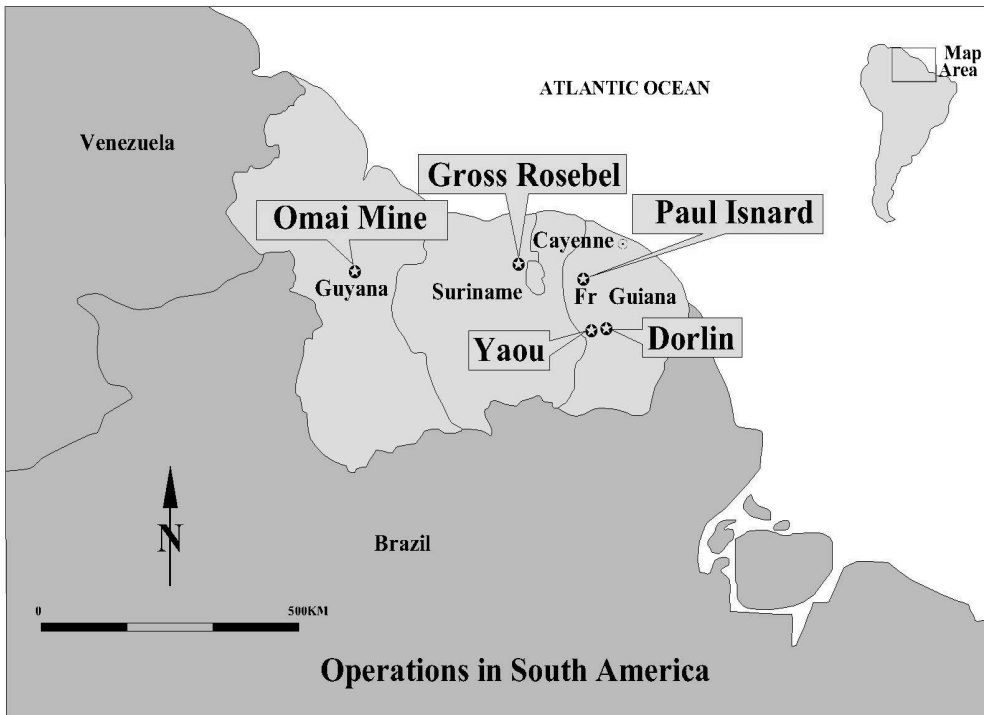 Map
Area
ATLANTIC OCEAN
Venezuela
Gross Rosebel
Paul Isnard
Omai Mine
Cayenne
Guyana
Suriname
Fr Guiana
Yaou
Dorlin
N
Brazil
0
500KM
Operations in South America